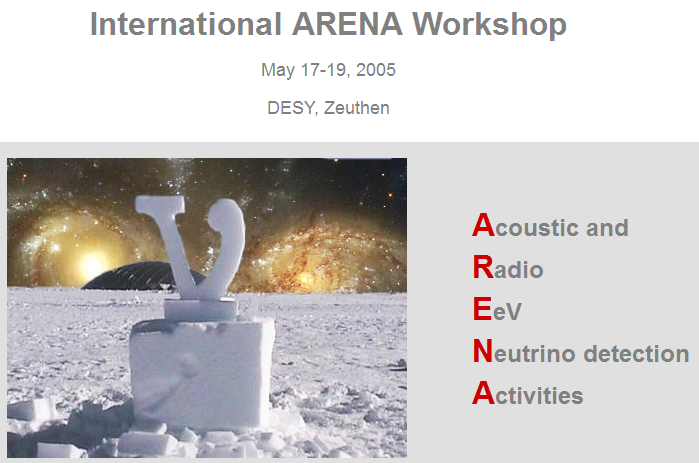 International ARENA Workshop
May 17-19, 2005
DESY, Zeuthen
ν
Acoustic and
Radio
EeV
Neutrino detection
Activities